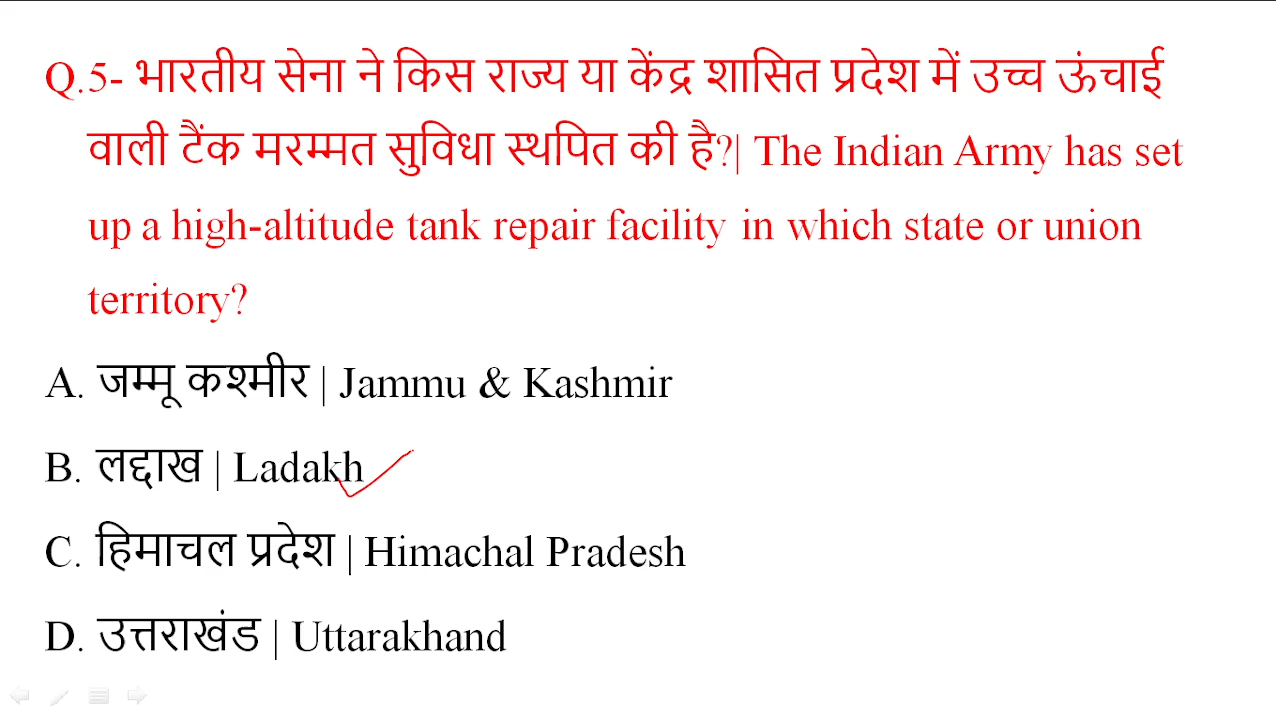 Q.5- भारतीय सेना ने किस राज्य या केंद्र शासित प्रदेश में उच्च ऊंचाई
वाली टैंक मरम्मत सुविधा स्थपित की है?| The Indian Army has set
up a high-altitude tank repair facility in which state or union
territory?
A. जम्मू कश्मीर | Jammu & Kashmir
B. लद्दाख | Ladakh
C. हिमाचल प्रदेश | Himachal Pradesh
D. उत्तराखंड | Uttarakhand